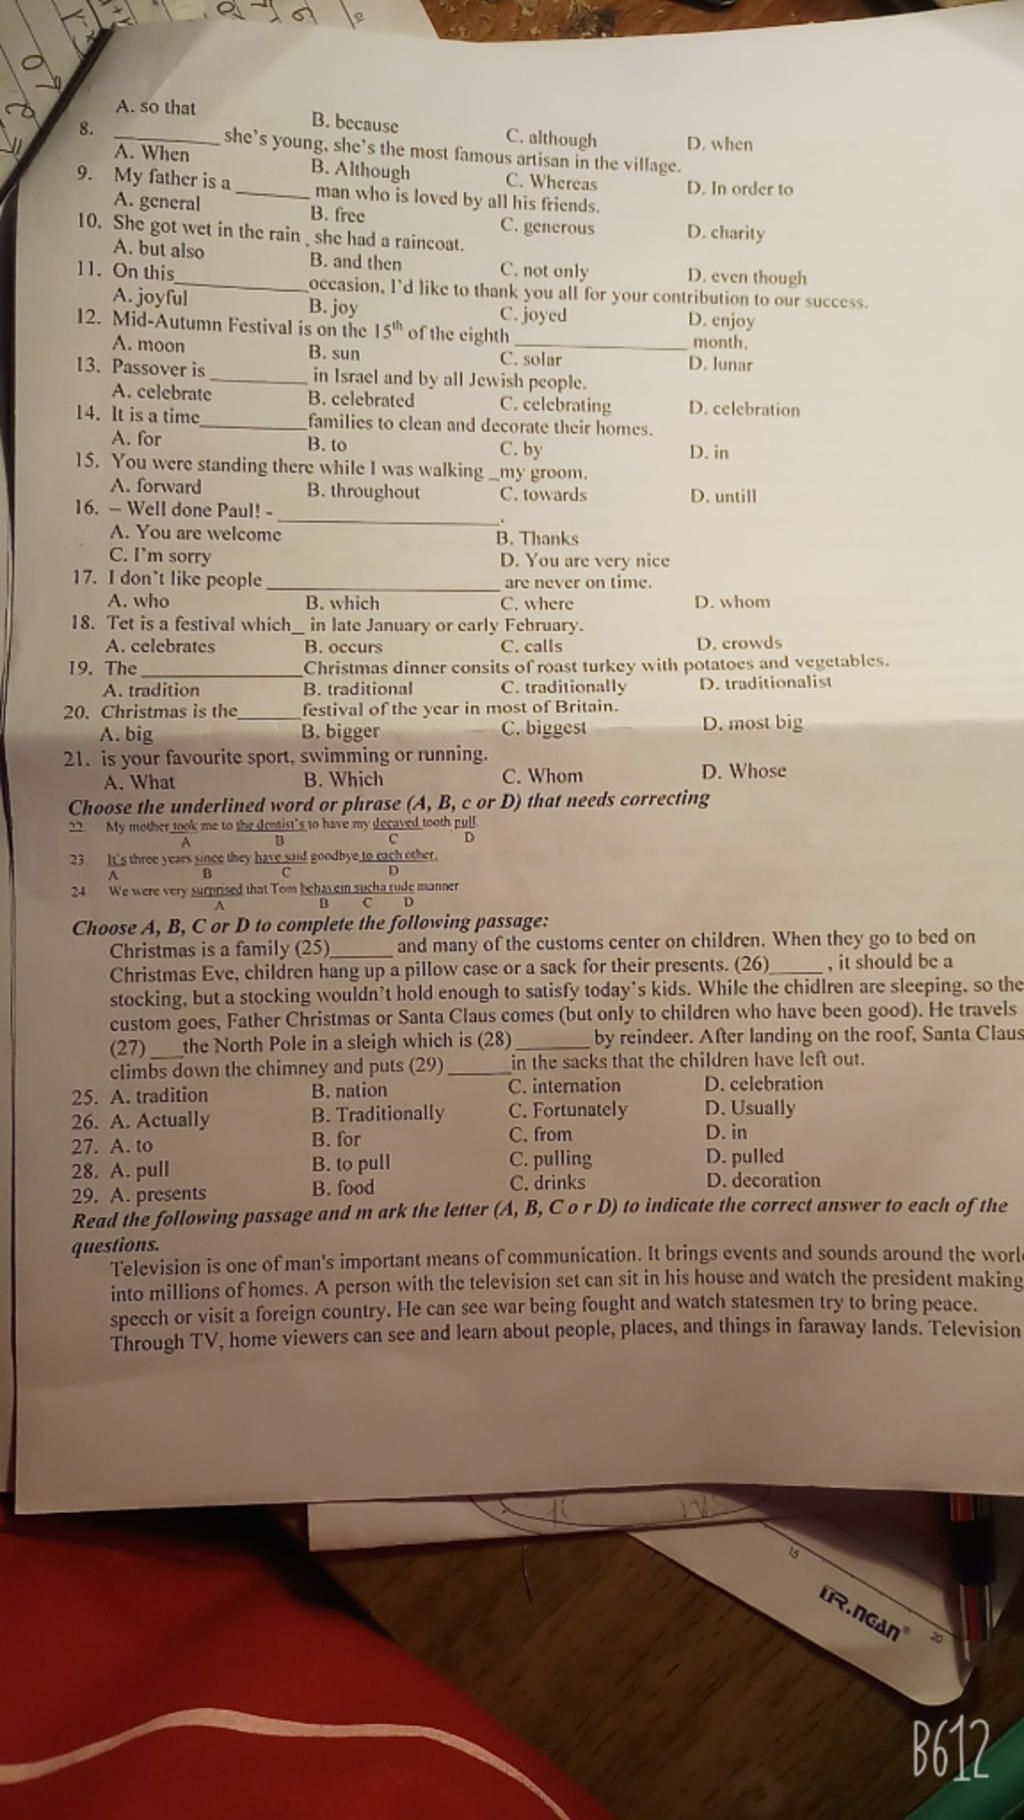 A. so that B. because C. although D. when
8. ________ she's young, she's the most famous artisan in the village.
A. When B. Although C. Whereas D. In order to
9. My father is a ________ man who is loved by all his friends.
A. general B. free C. generous D. charity
10. She got wet in the rain _ she had a raincoat.
A. but also B. and then C. not only D. even though
11. On this________occasion, I'd like to thank you all for your contribution to our success.
A. joyful B. joy C. joyed D. enjoy
12. Mid-Autumn Festival is on the 15th of the eighth ________ month.
A. moon B. sun C. solar D. lunar
13. Passover is ________ in Israel and by all Jewish people.
A. celebrate B. celebrated C. celebrating D. celebration
14. It is a time________families to clean and decorate their homes.
A. for B. to C. by D. in
15. You were standing there while I was walking _my groom.
A. forward B. throughout C. towards D. untill
16. – Well done Paul! - ________.
A. You are welcome B. Thanks
C. I'm sorry D. You are very nice
17. I don't like people ________ are never on time.
A. who B. which C. where D. whom
18. Tet is a festival which_ in late January or early February.
A. celebrates B. occurs C. calls D. crowds
19. The________Christmas dinner consits of roast turkey with potatoes and vegetables.
A. tradition B. traditional C. traditionally D. traditionalist
20. Christmas is the______festival of the year in most of Britain.
A. big B. bigger C. biggest D. most big
21. is your favourite sport, swimming or running.
A. What B. Which C. Whom D. Whose
Choose the underlined word or phrase (A, B, c or D) that needs correcting
22. My mother took me to the dentist's to have my decayed tooth pull.
A B C D
23. It's three years since they have said goodbye to each other.
A B C D
24. We were very surprised that Tom behavein sucha rude manner.
A B C D
Choose A, B, C or D to complete the following passage:
Christmas is a family (25)______ and many of the customs center on children. When they go to bed on
Christmas Eve, children hang up a pillow case or a sack for their presents. (26)_____ , it should be a
stocking, but a stocking wouldn't hold enough to satisfy today's kids. While the chidlren are sleeping. so the
custom goes, Father Christmas or Santa Claus comes (but only to children who have been good). He travels
(27) ___the North Pole in a sleigh which is (28) _______ by reindeer. After landing on the roof, Santa Claus
climbs down the chimney and puts (29) ______in the sacks that the children have left out.
25. A. tradition B. nation C. internation D. celebration
26. A. Actually B. Traditionally C. Fortunately D. Usually
27. A. to B. for C. from D. in
28. A. pull B. to pull C. pulling D. pulled
29. A. presents B. food C. drinks D. decoration
Read the following passage and m ark the letter (A, B, C o r D) to indicate the correct answer to each of the
questions.
Television is one of man's important means of communication. It brings events and sounds around the worl
into millions of homes. A person with the television set can sit in his house and watch the president making
speech or visit a foreign country. He can see war being fought and watch statesmen try to bring peace.
Through TV, home viewers can see and learn about people, places, and things in faraway lands. Television
15
DR.NGAN®
20
B612